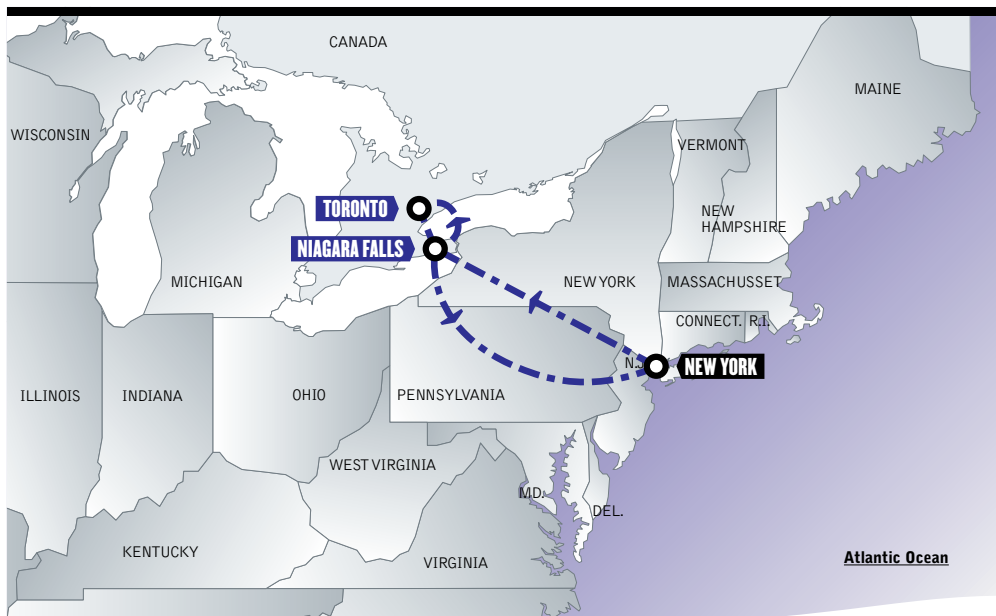 CANADA
MAINE
WISCONSIN
VERMONT
TORONTO
NEW
HAMPSHIRE
NIAGARA FALLS
MICHIGAN
NEW YORK
MASSACHUSSET
CONNECT. R.I.
N.J.
NEW YORK
ILLINOIS
INDIANA
OHIO
PENNSYLVANIA
WEST VIRGINIA
MD.
DEL.
KENTUCKY
VIRGINIA
Atlantic Ocean